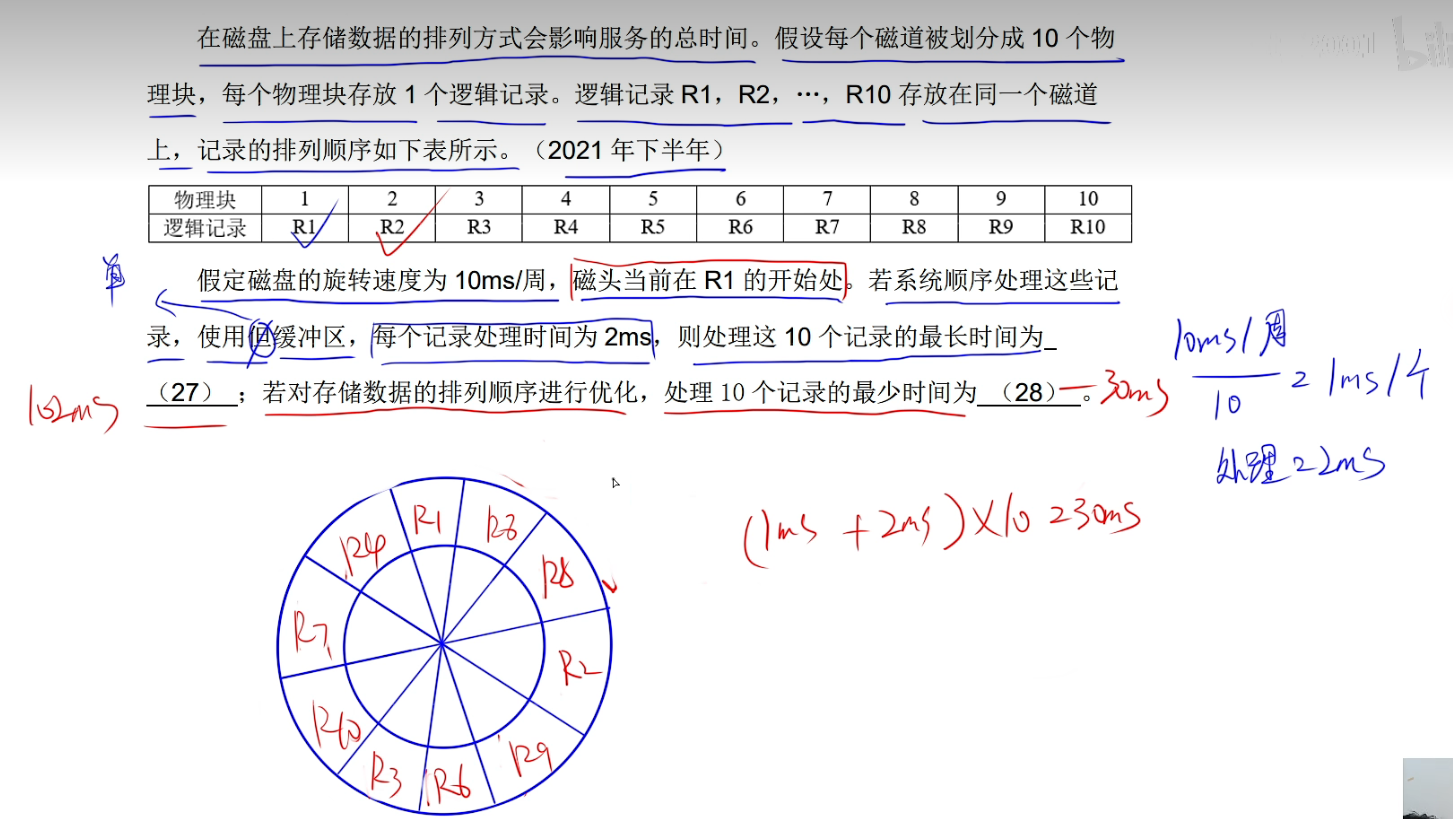 在磁盘上存储数据的排列方式会影响服务的总时间。假设每个磁道被划分成 10 个物
理块，每个物理块存放 1 个逻辑记录。逻辑记录 R1，R2，…，R10 存放在同一个磁道
上，记录的排列顺序如下表所示。（2021 年下半年）
物理块 1 2 3 4 5 6 7 8 9 10
逻辑记录 R1 R2 R3 R4 R5 R6 R7 R8 R9 R10
单
假定磁盘的旋转速度为 10ms/周，磁头当前在 R1 的开始处。若系统顺序处理这些记
录，使用但缓冲区，每个记录处理时间为 2ms，则处理这 10 个记录的最长时间为_
10ms/周
10 = 1ms/个
102ms （27） ；若对存储数据的排列顺序进行优化，处理 10 个记录的最少时间为 （28） 。30ms
处理=2ms
(1ms + 2ms)×10=30ms
R4 R1
R8
R7 R2
R10 R3 R6 R9